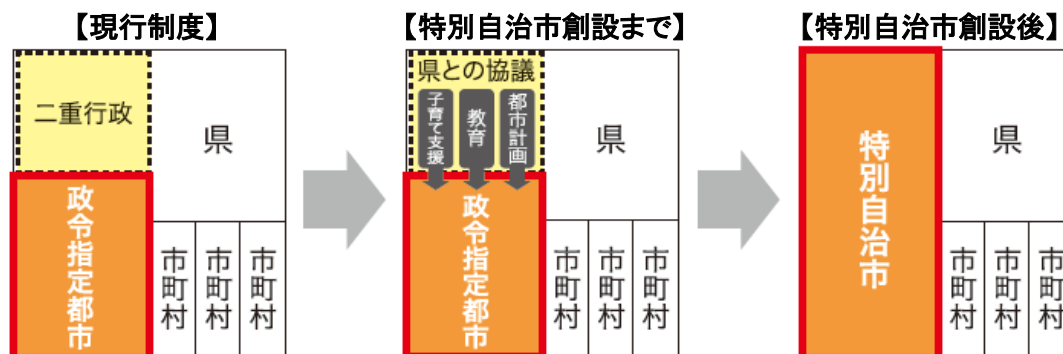 【現行制度】
二重行政
県
政令指定都市
市町村
市町村
市町村
【特別自治市創設まで】
県との協議
子育て支援
教育
都市計画
県
政令指定都市
市町村
市町村
市町村
【特別自治市創設後】
特別自治市
県
市町村
市町村
市町村